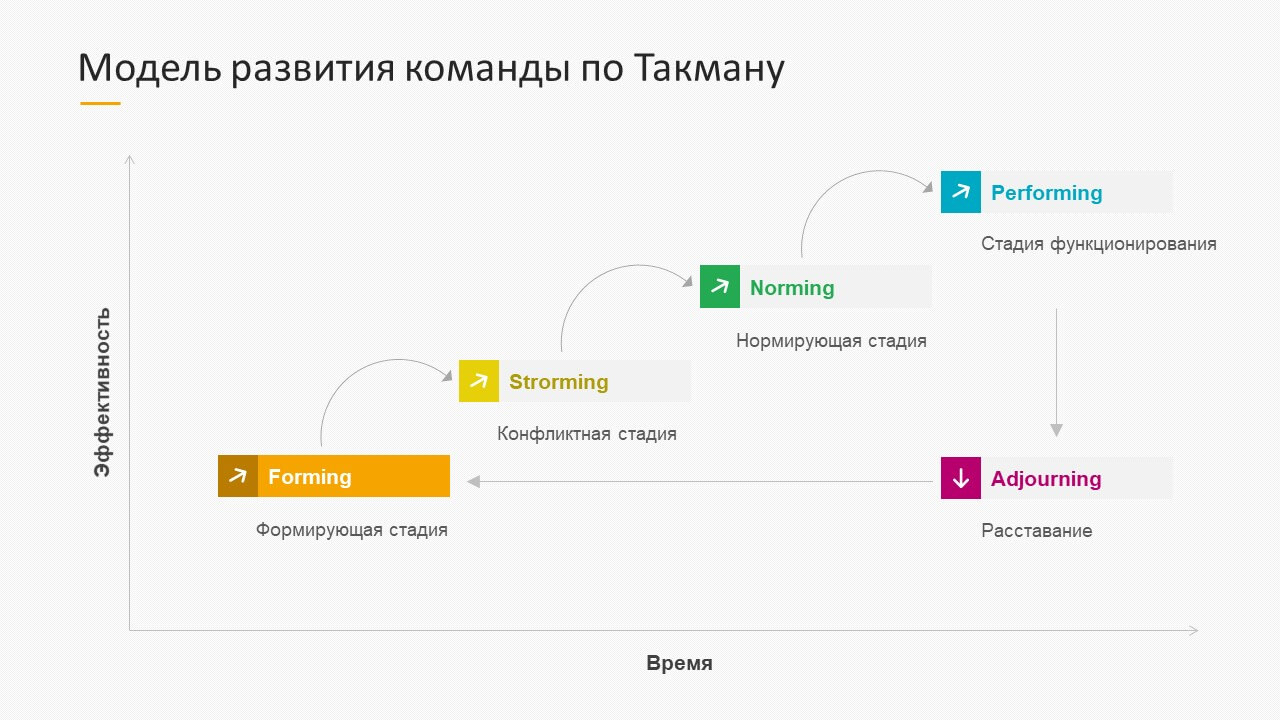 Модель развития команды по Такману
Эффективность
Performing
Стадия функционирования
Norming
Нормирующая стадия
Strorming
Конфликтная стадия
Forming
Формирующая стадия
Adjourning
Расставание
Время